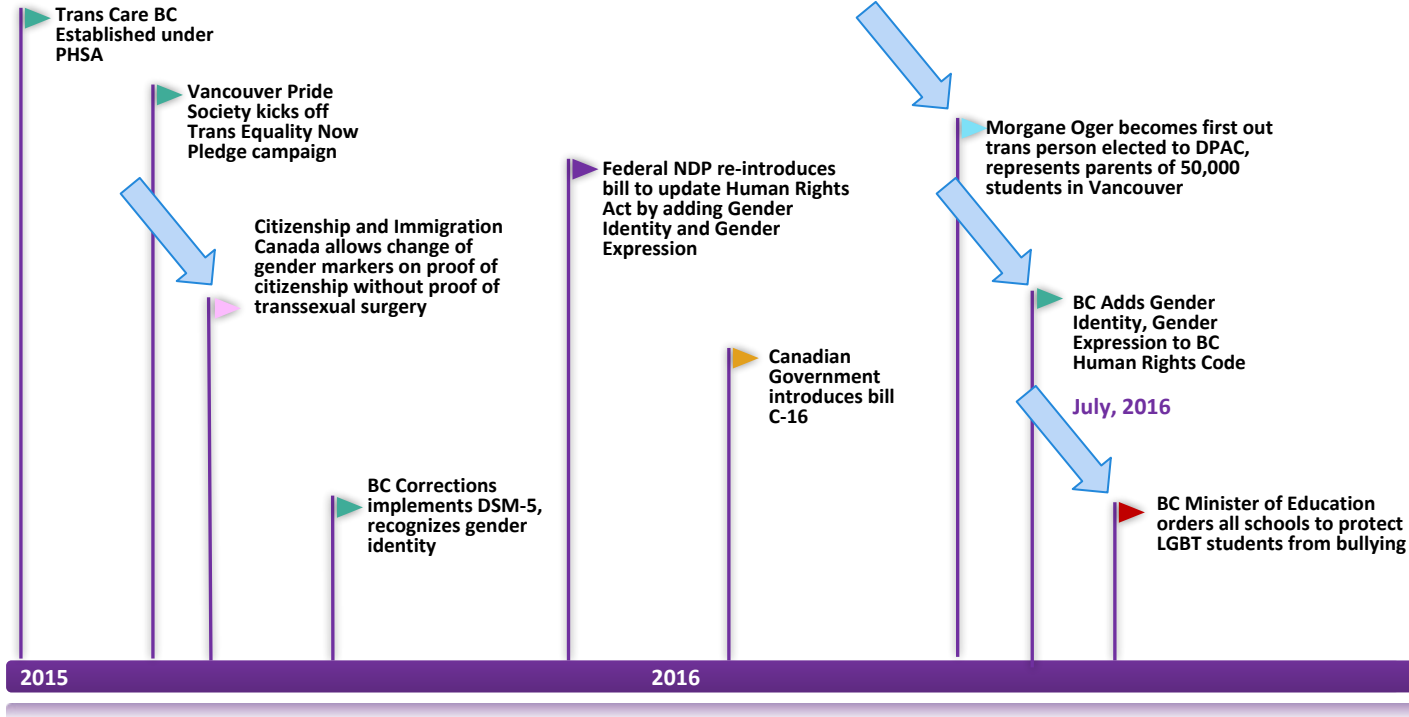 Trans Care BC
Established under
PHSA
Vancouver Pride
Society kicks off
Trans Equality Now
Pledge campaign
Citizenship and Immigration
Canada allows change of
gender markers on proof of
citizenship without proof of
transsexual surgery
BC Corrections
implements DSM-5,
recognizes gender
identity
Federal NDP re-introduces
bill to update Human Rights
Act by adding Gender
Identity and Gender
Expression
Canadian
Government
introduces bill
C-16
Morgane Oger becomes first out
trans person elected to DPAC,
represents parents of 50,000
students in Vancouver
BC Adds Gender
Identity, Gender
Expression to BC
Human Rights Code
July, 2016
BC Minister of Education
orders all schools to protect
LGBT students from bullying
2015
2016